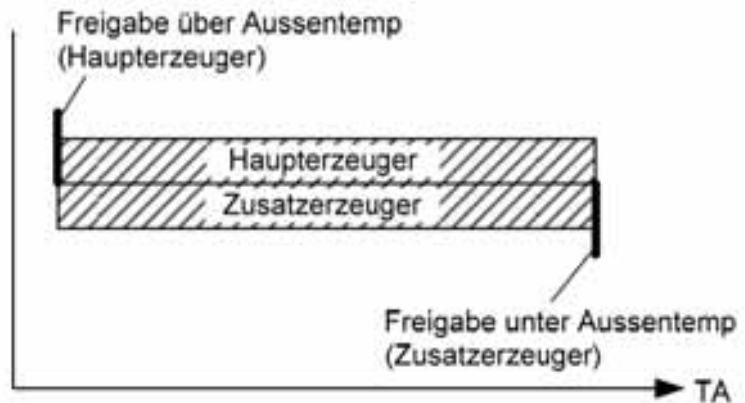 Freigabe über Aussentemp
(Haupterzeuger)
Haupterzeuger
Zusatzerzeuger
Freigabe unter Aussentemp
(Zusatzerzeuger)
TA